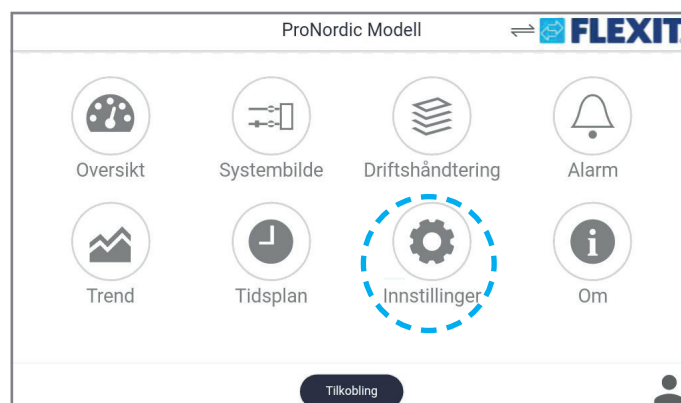 ProNordic Modell
FLEXIT
Oversikt Systembilde Driftshåndtering Alarm
Trend Tidsplan Innstillinger Om
Tilkobling